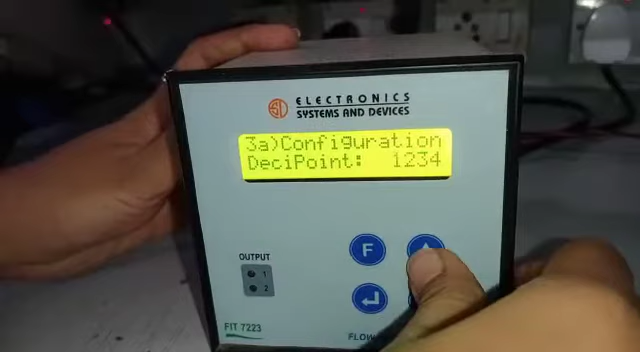 ELECTRONICS
SYSTEMS AND DEVICES
3a)Configuration
DeciPoint: 1234
F
OUTPUT
1
2
FIT 7223
FLOW